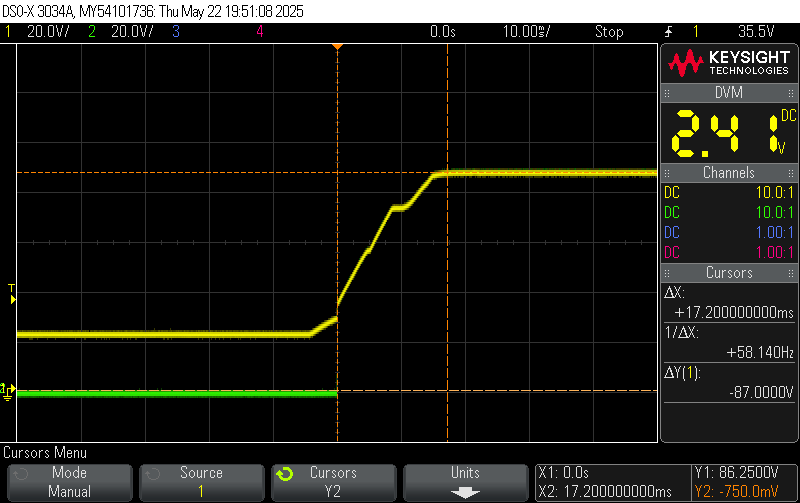 DSO-X 3034A, MY54101736: Thu May 22 19:51:08 2025
1 20.0V/ 2 20.0V/ 3 4 0.0s 10.00ms/ Stop 1 35.5V
KEYSIGHT
TECHNOLOGIES
DVM
DC
2.41
V
Channels
DC 10.0:1
DC 10.0:1
DC 1.00:1
DC 1.00:1
Cursors
ΔX:
+17.200000000ms
1/ΔX:
+58.140Hz
ΔY(1):
-87.0000V
T
2
Cursors Menu
Mode
Manual
Source
1
Cursors
Y2
Units
X1: 0.0s
X2: 17.200000000ms
Y1: 86.2500V
Y2: -750.0mV